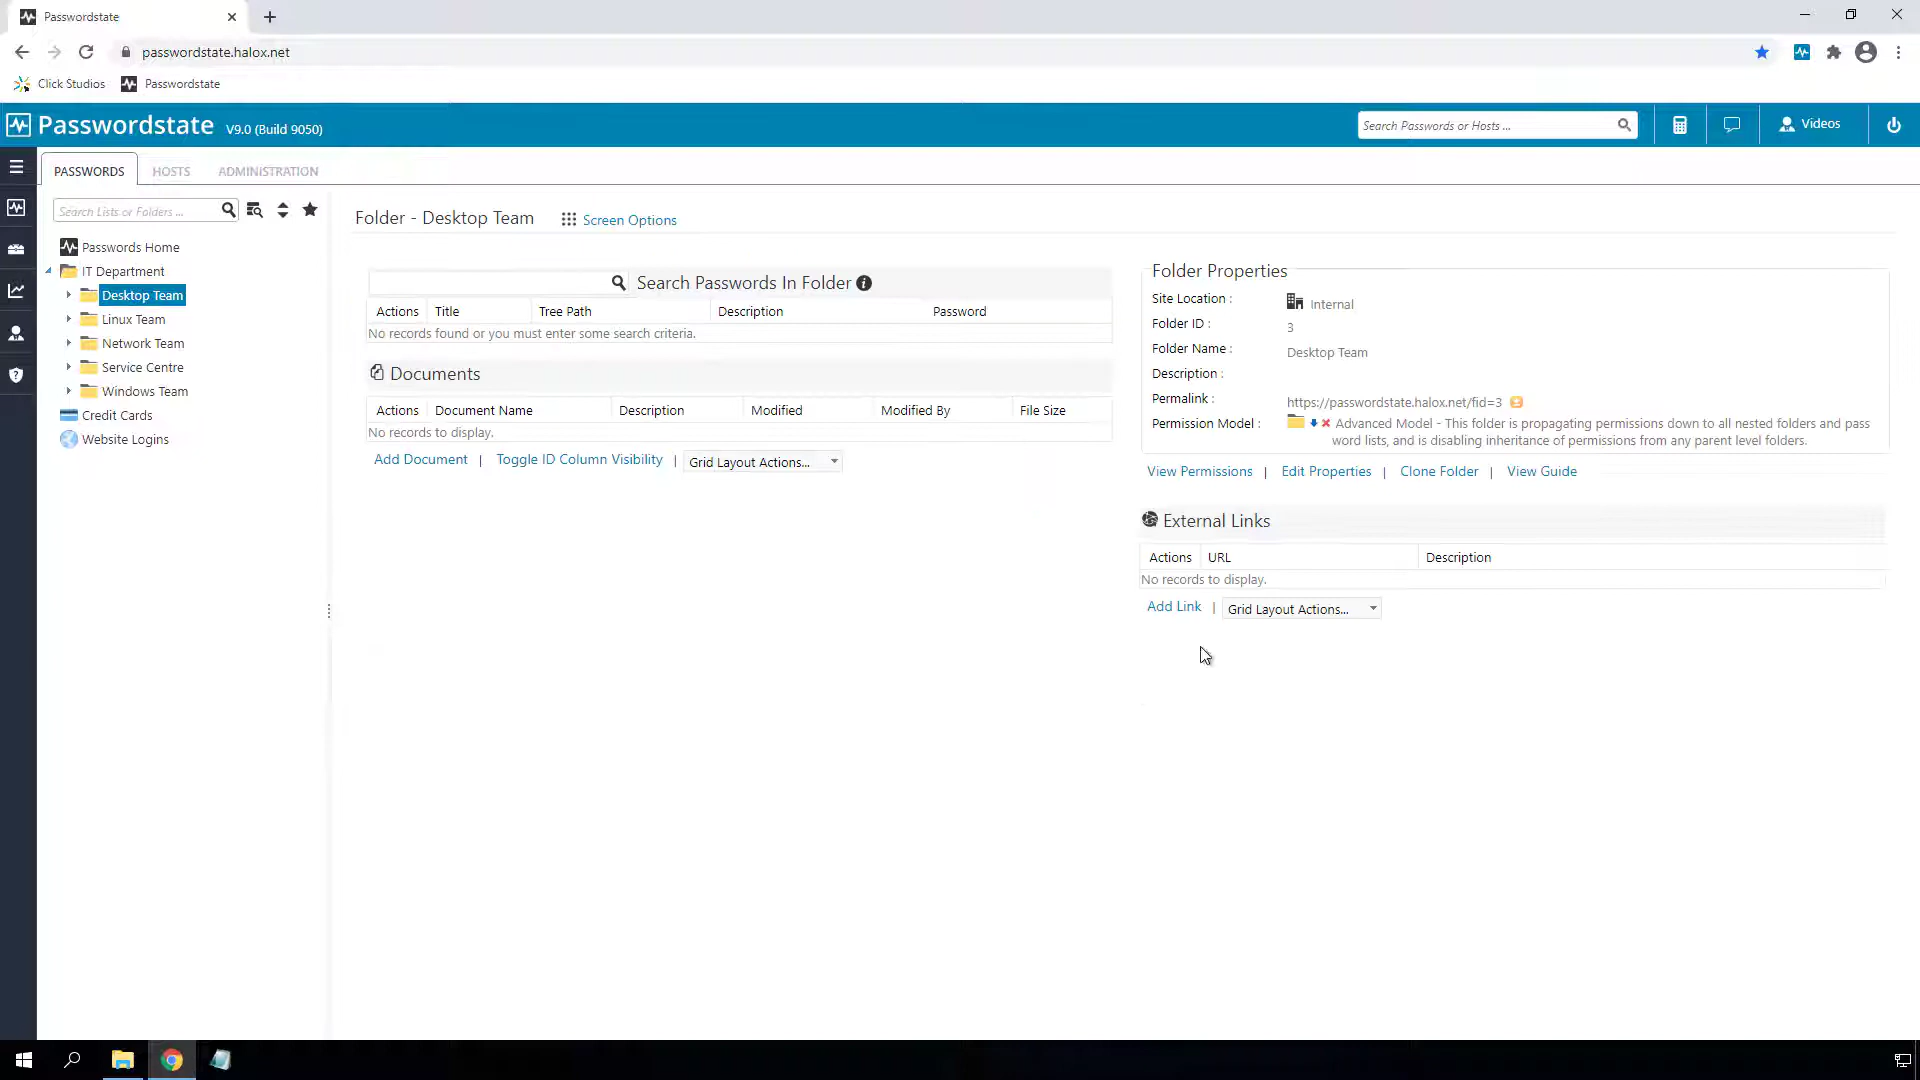 Passwordstate
passwordstate.halox.net
Click Studios
Passwordstate
Passwordstate V9.0 (Build 9050)
Search Passwords or Hosts ...
Videos
PASSWORDS
HOSTS
ADMINISTRATION
Search Lists or Folders ...
Passwords Home
IT Department
Desktop Team
Linux Team
Network Team
Service Centre
Windows Team
Credit Cards
Website Logins
Folder - Desktop Team
Screen Options
Search Passwords In Folder
Actions Title Tree Path Description Password
No records found or you must enter some search criteria.
Documents
Actions Document Name Description Modified Modified By File Size
No records to display.
Add Document | Toggle ID Column Visibility | Grid Layout Actions...
Folder Properties
Site Location : Internal
Folder ID : 3
Folder Name : Desktop Team
Description :
Permalink : https://passwordstate.halox.net/fid=3
Permission Model : Advanced Model - This folder is propagating permissions down to all nested folders and pass
word lists, and is disabling inheritance of permissions from any parent level folders.
View Permissions | Edit Properties | Clone Folder | View Guide
External Links
Actions URL Description
No records to display.
Add Link | Grid Layout Actions...